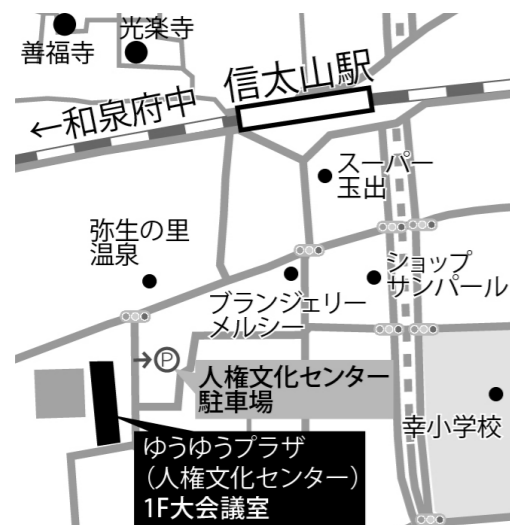 光楽寺
善福寺
信太山駅
←和泉府中
スーパー
玉出
弥生の里
温泉
ショップ
サンパール
ブランジェリー
メルシー
→Ⓟ
人権文化センター
駐車場
幸小学校
ゆうゆうプラザ
（人権文化センター）
1F大会議室